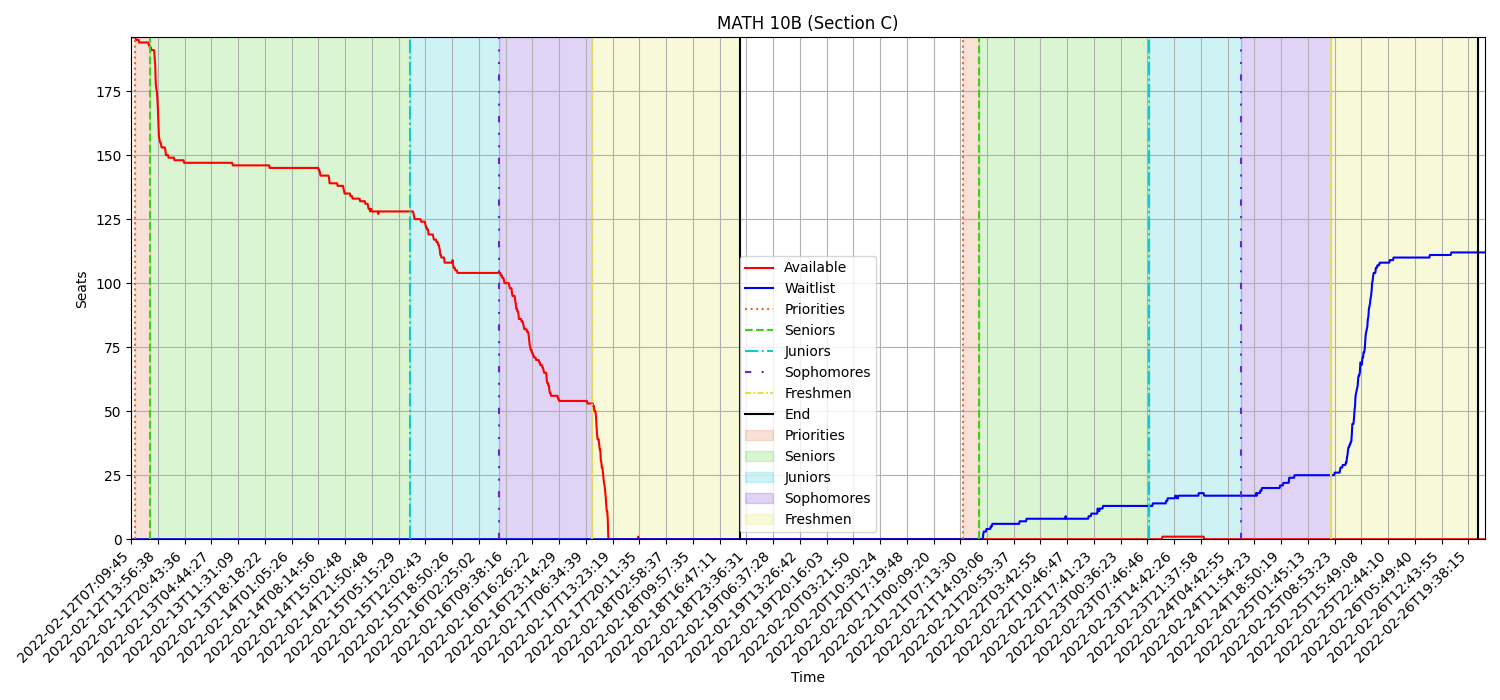 MATH 10B (Section C)
Seats
175
150
125
100
75
50
25
0
Available
Waitlist
Priorities
Seniors
Juniors
Sophomores
Freshmen
End
Priorities
Seniors
Juniors
Sophomores
Freshmen
2022-02-12T07:09:45
2022-02-12T13:56:38
2022-02-12T20:43:36
2022-02-13T04:44:27
2022-02-13T11:31:09
2022-02-13T18:18:22
2022-02-14T01:05:26
2022-02-14T08:14:56
2022-02-14T15:02:48
2022-02-14T21:50:48
2022-02-15T05:15:29
2022-02-15T12:02:43
2022-02-15T18:50:26
2022-02-16T02:25:02
2022-02-16T09:38:16
2022-02-16T16:26:22
2022-02-16T23:14:29
2022-02-17T06:34:39
2022-02-17T13:23:19
2022-02-17T20:11:35
2022-02-18T02:58:37
2022-02-18T09:57:35
2022-02-18T16:47:11
2022-02-18T23:36:31
2022-02-19T06:37:28
2022-02-19T13:26:42
2022-02-19T20:16:03
2022-02-20T03:21:50
2022-02-20T10:30:24
2022-02-20T17:19:48
2022-02-21T00:09:20
2022-02-21T07:13:30
2022-02-21T14:03:06
2022-02-21T20:53:37
2022-02-22T03:42:55
2022-02-22T10:46:47
2022-02-22T17:41:23
2022-02-23T00:36:23
2022-02-23T07:46:46
2022-02-23T14:42:26
2022-02-23T21:37:58
2022-02-24T04:42:55
2022-02-24T11:54:23
2022-02-24T18:50:19
2022-02-25T01:45:13
2022-02-25T08:53:23
2022-02-25T15:49:08
2022-02-25T22:44:10
2022-02-26T05:49:40
2022-02-26T12:43:55
2022-02-26T19:38:15
Time